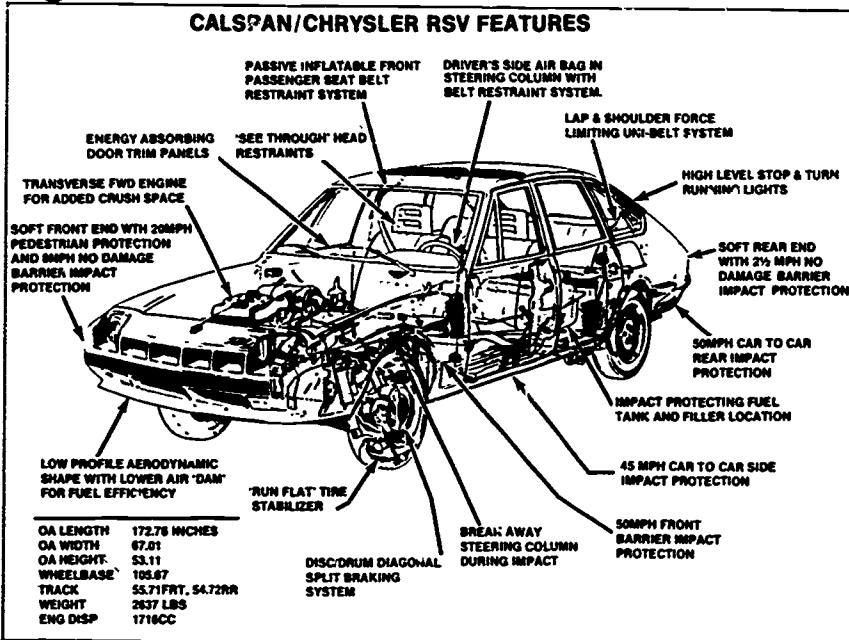 CALSPAN/CHRYSLER RSV FEATURES
PASSIVE INFLATABLE FRONT
PASSENGER SEAT BELT
RESTRAINT SYSTEM
DRIVER'S SIDE AIR BAG IN
STEERING COLUMN WITH
BELT RESTRAINT SYSTEM.
LAP & SHOULDER FORCE
LIMITING UNI-BELT SYSTEM
ENERGY ABSORBING
DOOR TRIM PANELS
"SEE THROUGH" HEAD
RESTRAINTS
HIGH LEVEL STOP & TURN
RUNNING LIGHTS
TRANSVERSE FWD ENGINE
FOR ADDED CRUSH SPACE
SOFT FRONT END WTH 20MPH
PEDESTRIAN PROTECTION
AND 8MPH NO DAMAGE
BARRIER IMPACT
PROTECTION
SOFT REAR END
WITH 2½ MPH NO
DAMAGE BARRIER
IMPACT PROTECTION
50MPH CAR TO CAR
REAR IMPACT
PROTECTION
IMPACT PROTECTING FUEL
TANK AND FILLER LOCATION
45 MPH CAR TO CAR SIDE
IMPACT PROTECTION
50MPH FRONT
BARRIER IMPACT
PROTECTION
BREAK AWAY
STEERING COLUMN
DURING IMPACT
DISC/DRUM DIAGONAL
SPLIT BRAKING
SYSTEM
"RUN FLAT" TIRE
STABILIZER
LOW PROFILE AERODYNAMIC
SHAPE WITH LOWER AIR "DAM"
FOR FUEL EFFICIENCY
OA LENGTH 172.76 INCHES
OA WIDTH 67.01
OA HEIGHT 53.11
WHEELBASE 105.67
TRACK 55.71FRT, 54.72RR
WEIGHT 2637 LBS
ENG DISP 1716CC